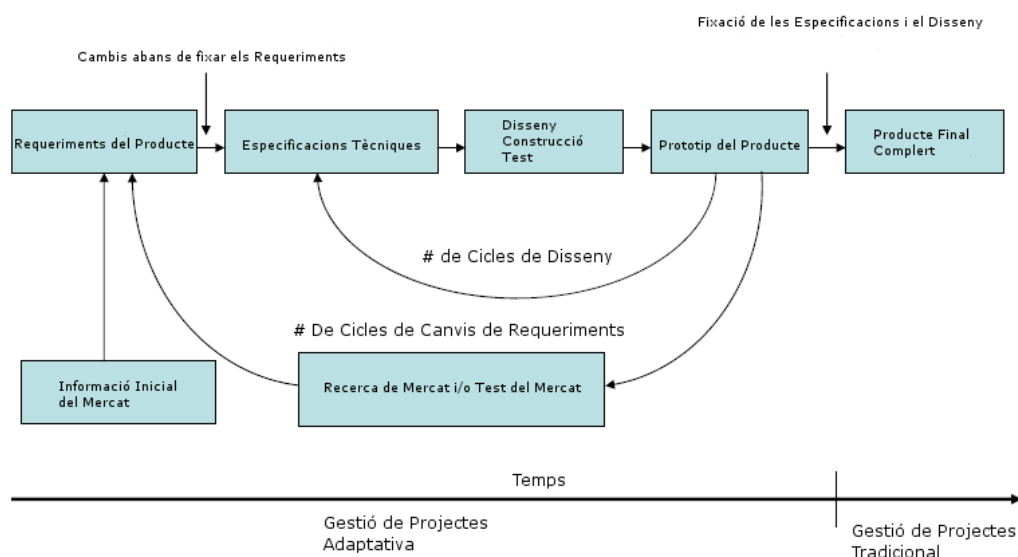 Fixació de les Especificacions i el Disseny
Cambis abans de fixar els Requeriments
Requeriments del Producte
Especificacions Tècniques
Disseny
Construcció
Test
Prototip del Producte
Producte Final
Complert
# de Cicles de Disseny
# De Cicles de Canvis de Requeriments
Informació Inicial
del Mercat
Recerca de Mercat i/o Test del Mercat
Temps
Gestió de Projectes
Adaptativa
Gestió de Projectes
Tradicional